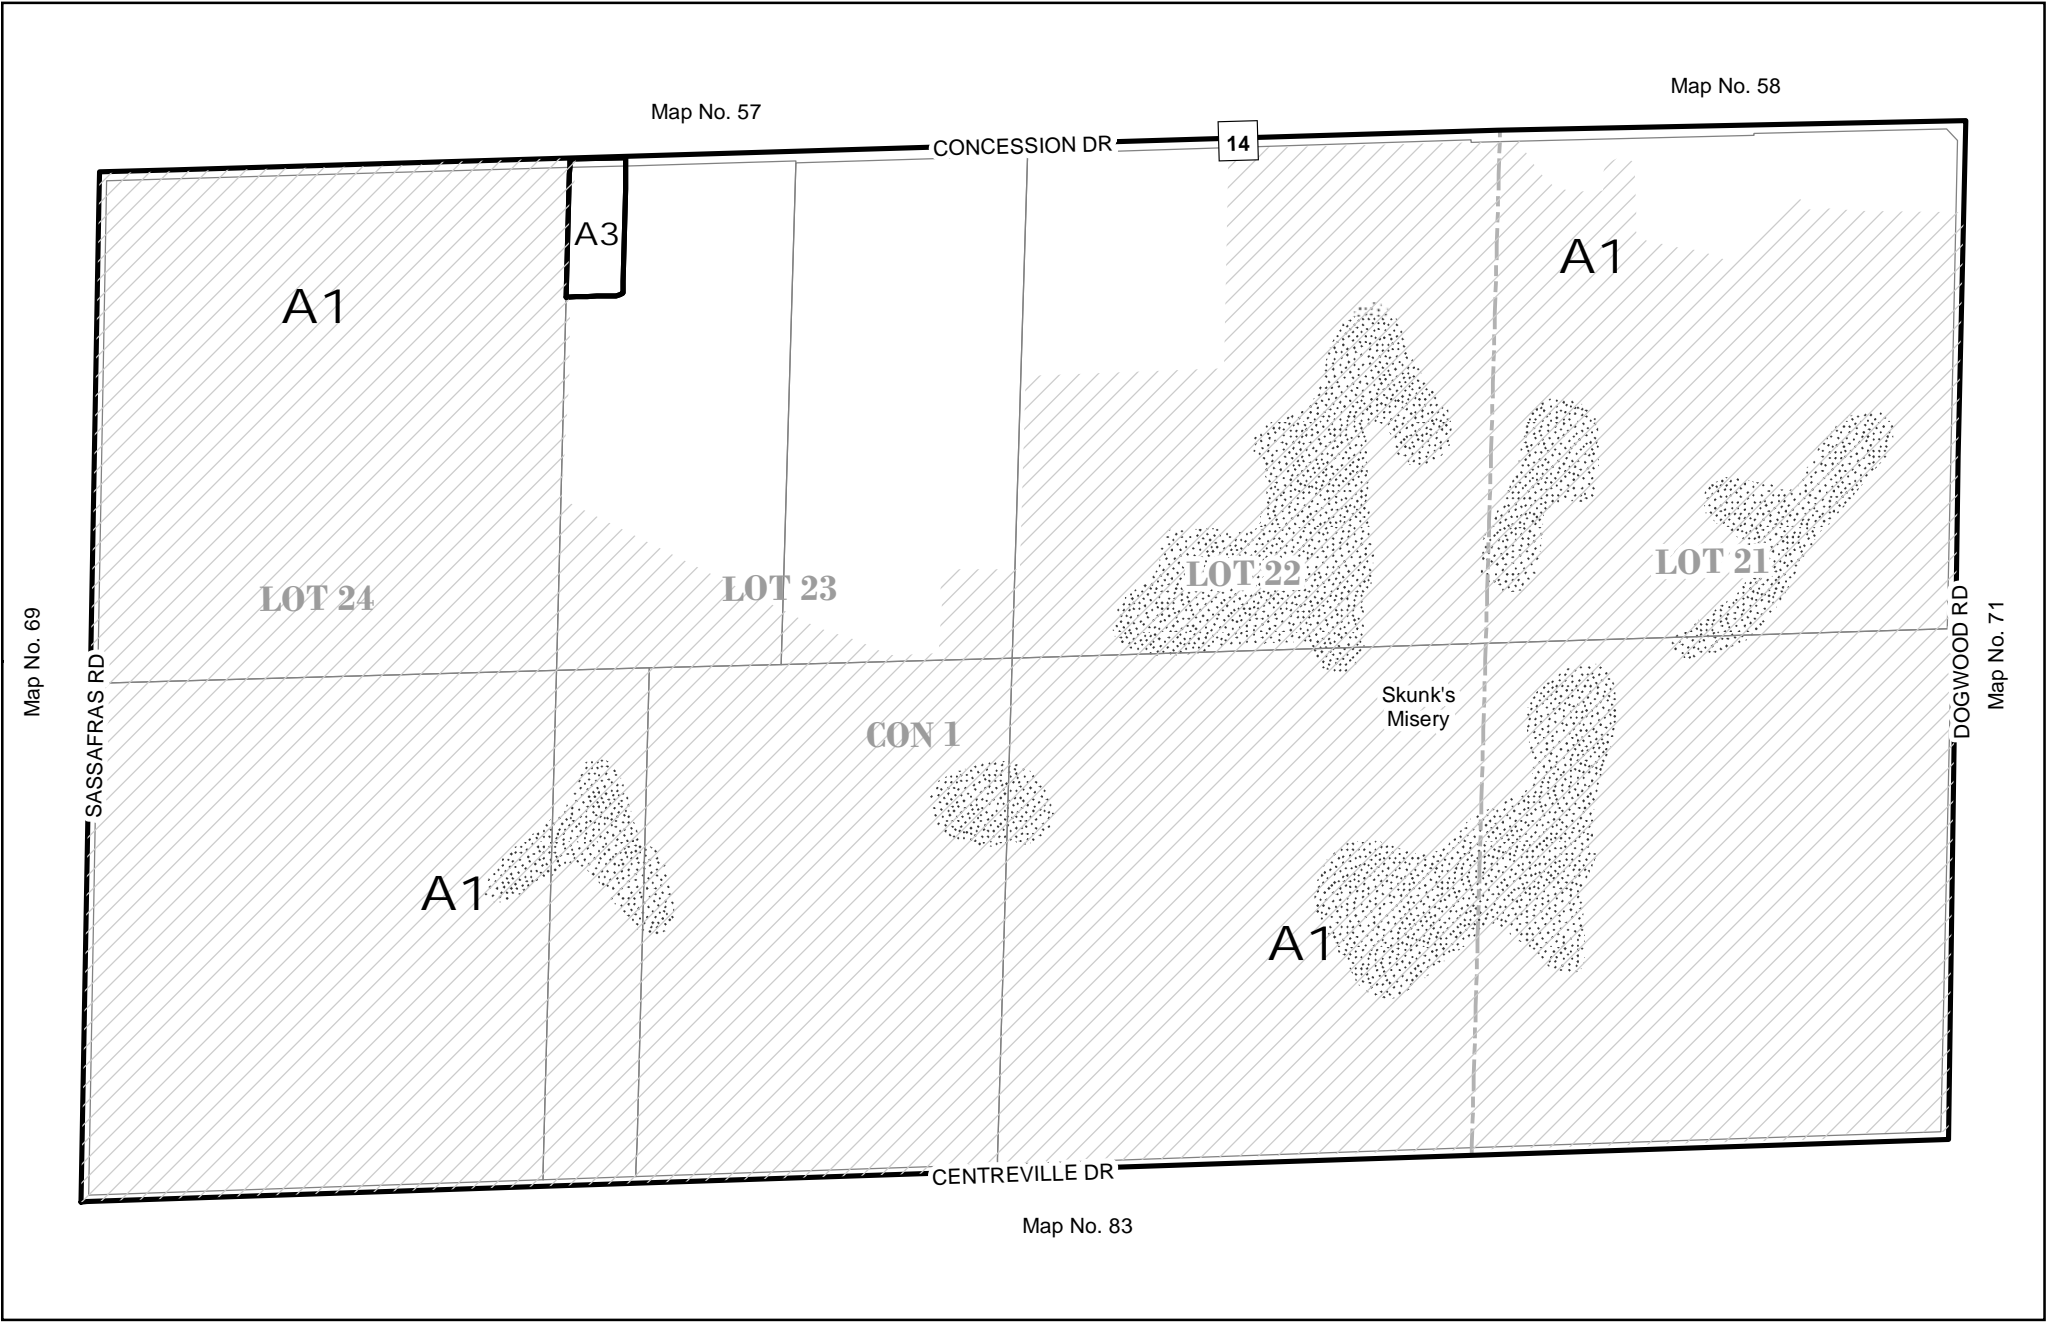 Map No. 58
Map No. 57
CONCESSION DR
14
A3
A1
A1
LOT 24
LOT 23
LOT 22
LOT 21
Map No. 69
SASSAFRAS RD
DOGWOOD RD
Map No. 71
Skunk's
Misery
CON 1
A1
A1
CENTREVILLE DR
Map No. 83